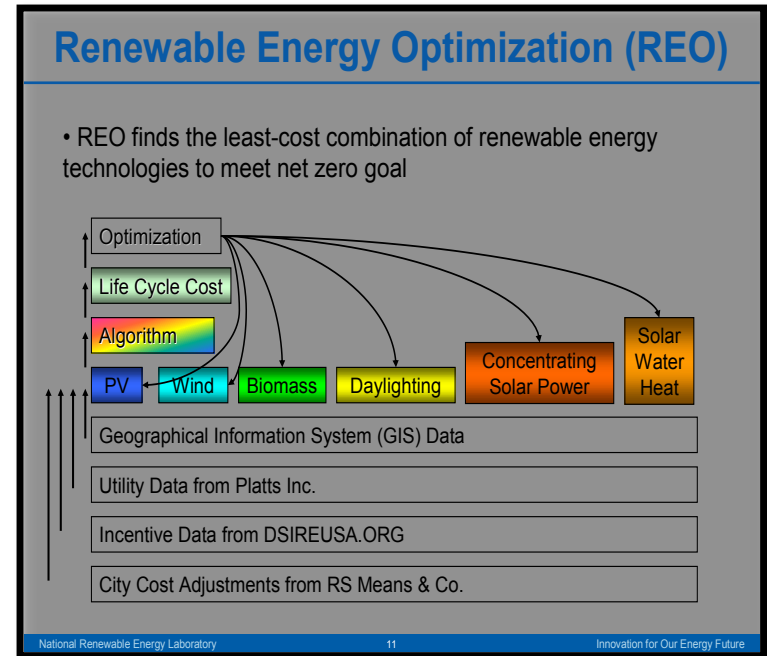 Renewable Energy Optimization (REO)
• REO finds the least-cost combination of renewable energy
technologies to meet net zero goal
Optimization
Life Cycle Cost
Algorithm
PV
Wind
Biomass
Daylighting
Concentrating
Solar Power
Solar
Water
Heat
Geographical Information System (GIS) Data
Utility Data from Platts Inc.
Incentive Data from DSIREUSA.ORG
City Cost Adjustments from RS Means & Co.
National Renewable Energy Laboratory
11
Innovation for Our Energy Future